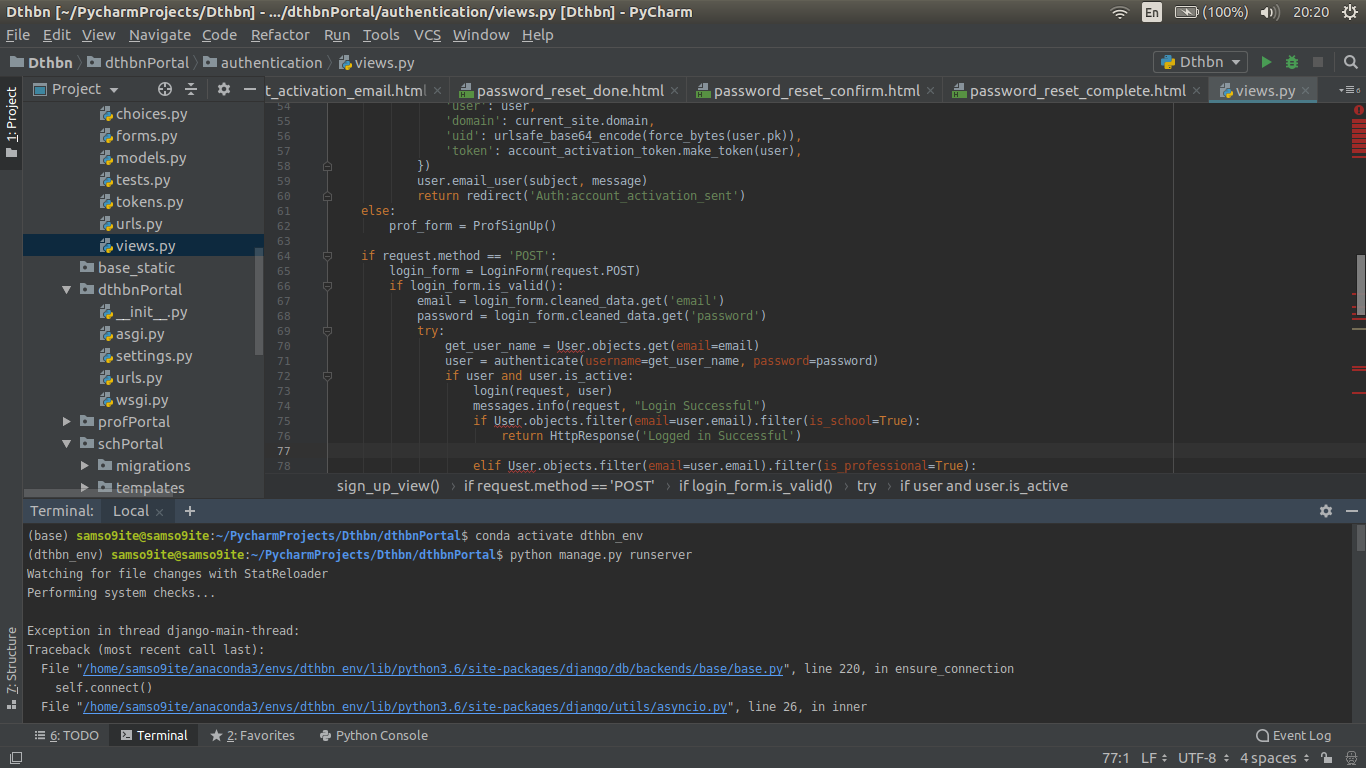 Dthbn [~/PycharmProjects/Dthbn] - .../dthbnPortal/authentication/views.py [Dthbn] - PyCharm
En (100%) 20:20
File Edit View Navigate Code Refactor Run Tools VCS Window Help
Dthbn dthbnPortal authentication views.py Dthbn
Project t_activation_email.html password_reset_done.html password_reset_confirm.html password_reset_complete.html views.py
1: Project
choices.py
forms.py
models.py
tests.py
tokens.py
urls.py
views.py
base_static
dthbnPortal
__init__.py
asgi.py
settings.py
urls.py
wsgi.py
profPortal
schPortal
migrations
templates
54 'user': user,
55 'domain': current_site.domain,
56 'uid': urlsafe_base64_encode(force_bytes(user.pk)),
57 'token': account_activation_token.make_token(user),
58 })
59 user.email_user(subject, message)
60 return redirect('Auth:account_activation_sent')
61 else:
62 prof_form = ProfSignUp()
63
64 if request.method == 'POST':
65 login_form = LoginForm(request.POST)
66 if login_form.is_valid():
67 email = login_form.cleaned_data.get('email')
68 password = login_form.cleaned_data.get('password')
69 try:
70 get_user_name = User.objects.get(email=email)
71 user = authenticate(username=get_user_name, password=password)
72 if user and user.is_active:
73 login(request, user)
74 messages.info(request, "Login Successful")
75 if User.objects.filter(email=user.email).filter(is_school=True):
76 return HttpResponse('Logged in Successful')
77
78 elif User.objects.filter(email=user.email).filter(is_professional=True):
sign_up_view() if request.method == 'POST' if login_form.is_valid() try if user and user.is_active
Terminal: Local +
(base) samso9ite@samso9ite:~/PycharmProjects/Dthbn/dthbnPortal$ conda activate dthbn_env
(dthbn_env) samso9ite@samso9ite:~/PycharmProjects/Dthbn/dthbnPortal$ python manage.py runserver
Watching for file changes with StatReloader
Performing system checks...
Exception in thread django-main-thread:
Traceback (most recent call last):
File "/home/samso9ite/anaconda3/envs/dthbn_env/lib/python3.6/site-packages/django/db/backends/base/base.py", line 220, in ensure_connection
self.connect()
File "/home/samso9ite/anaconda3/envs/dthbn_env/lib/python3.6/site-packages/django/utils/asyncio.py", line 26, in inner
7: Structure
6: TODO Terminal 2: Favorites Python Console Event Log
77:1 LF UTF-8 4 spaces